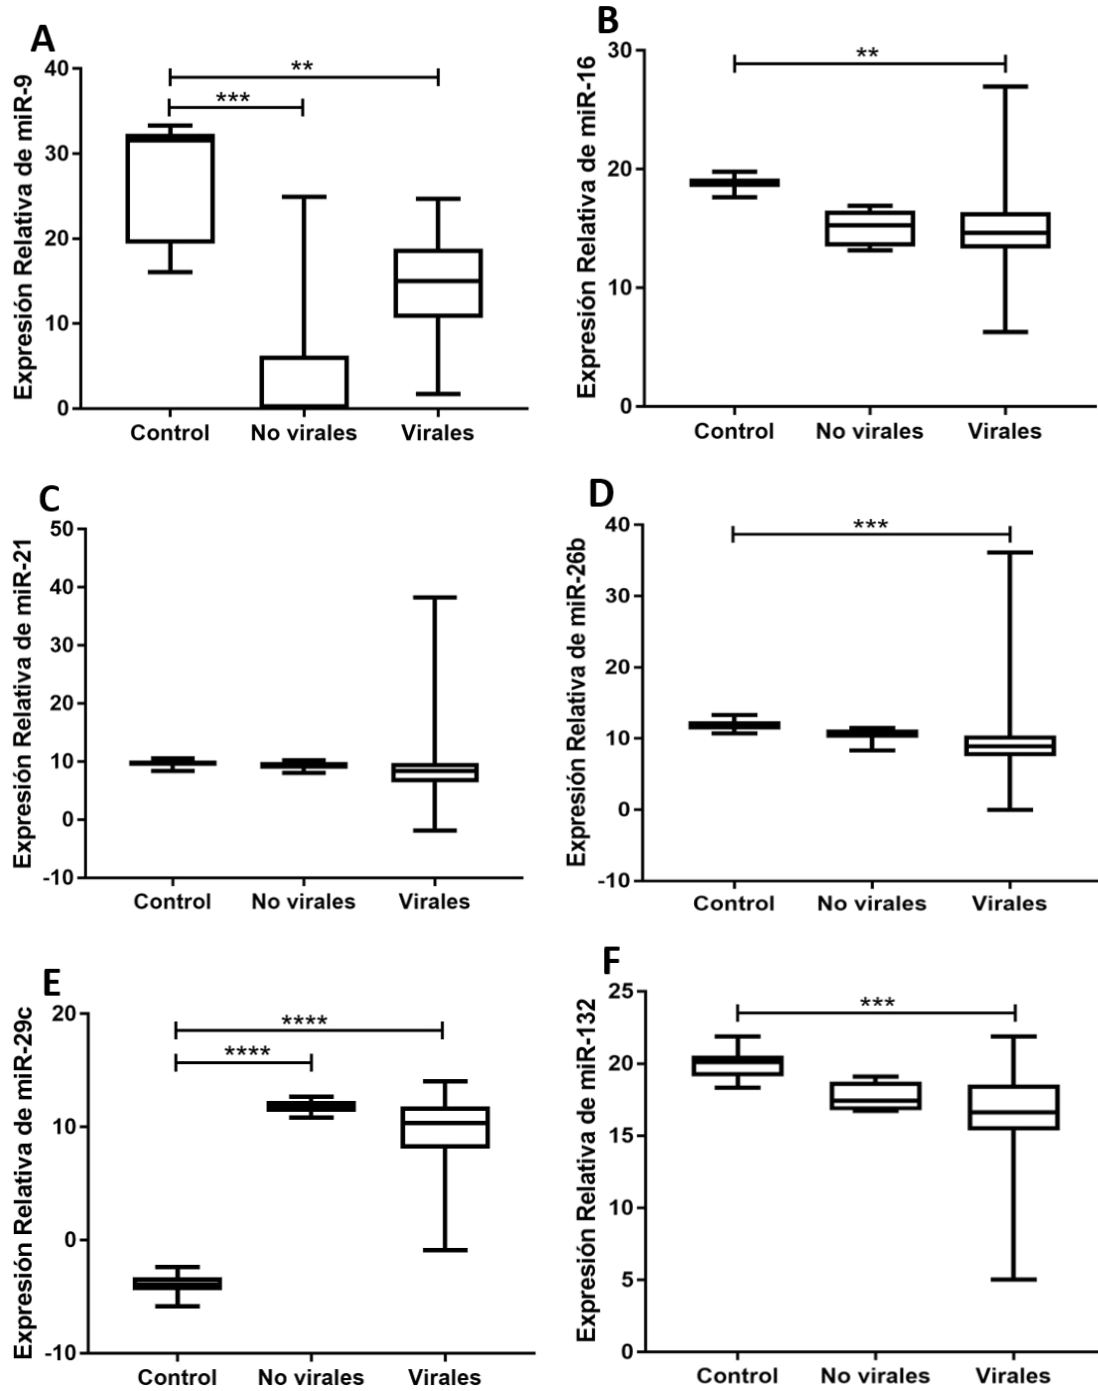 A
Expresión Relativa de miR-9
40
30
20
10
0
**
***
Control No virales Virales
B
Expresión Relativa de miR-16
30
20
10
0
**
Control No virales Virales
C
Expresión Relativa de miR-21
50
40
30
20
10
0
-10
Control No virales Virales
D
Expresión Relativa de miR-26b
40
30
20
10
0
-10
***
Control No virales Virales
E
Expresión Relativa de miR-29c
20
10
0
-10
****
****
Control No virales Virales
F
Expresión Relativa de miR-132
25
20
15
10
5
0
***
Control No virales Virales